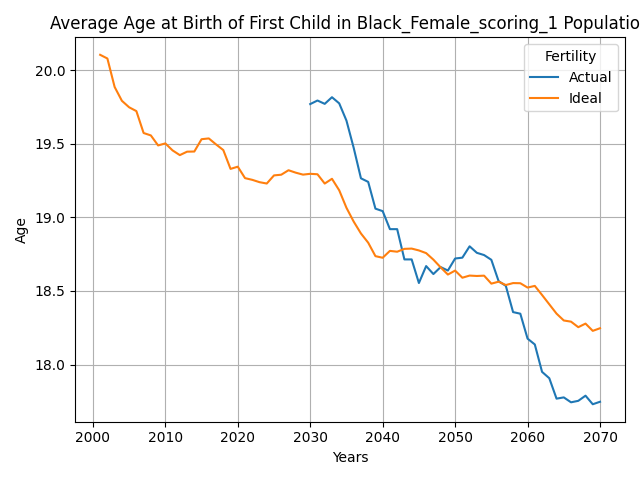 Average Age at Birth of First Child in Black_Female_scoring_1 Populatio
Fertility
Actual
Ideal
20.0
19.5
19.0
18.5
18.0
Age
2000 2010 2020 2030 2040 2050 2060 2070
Years